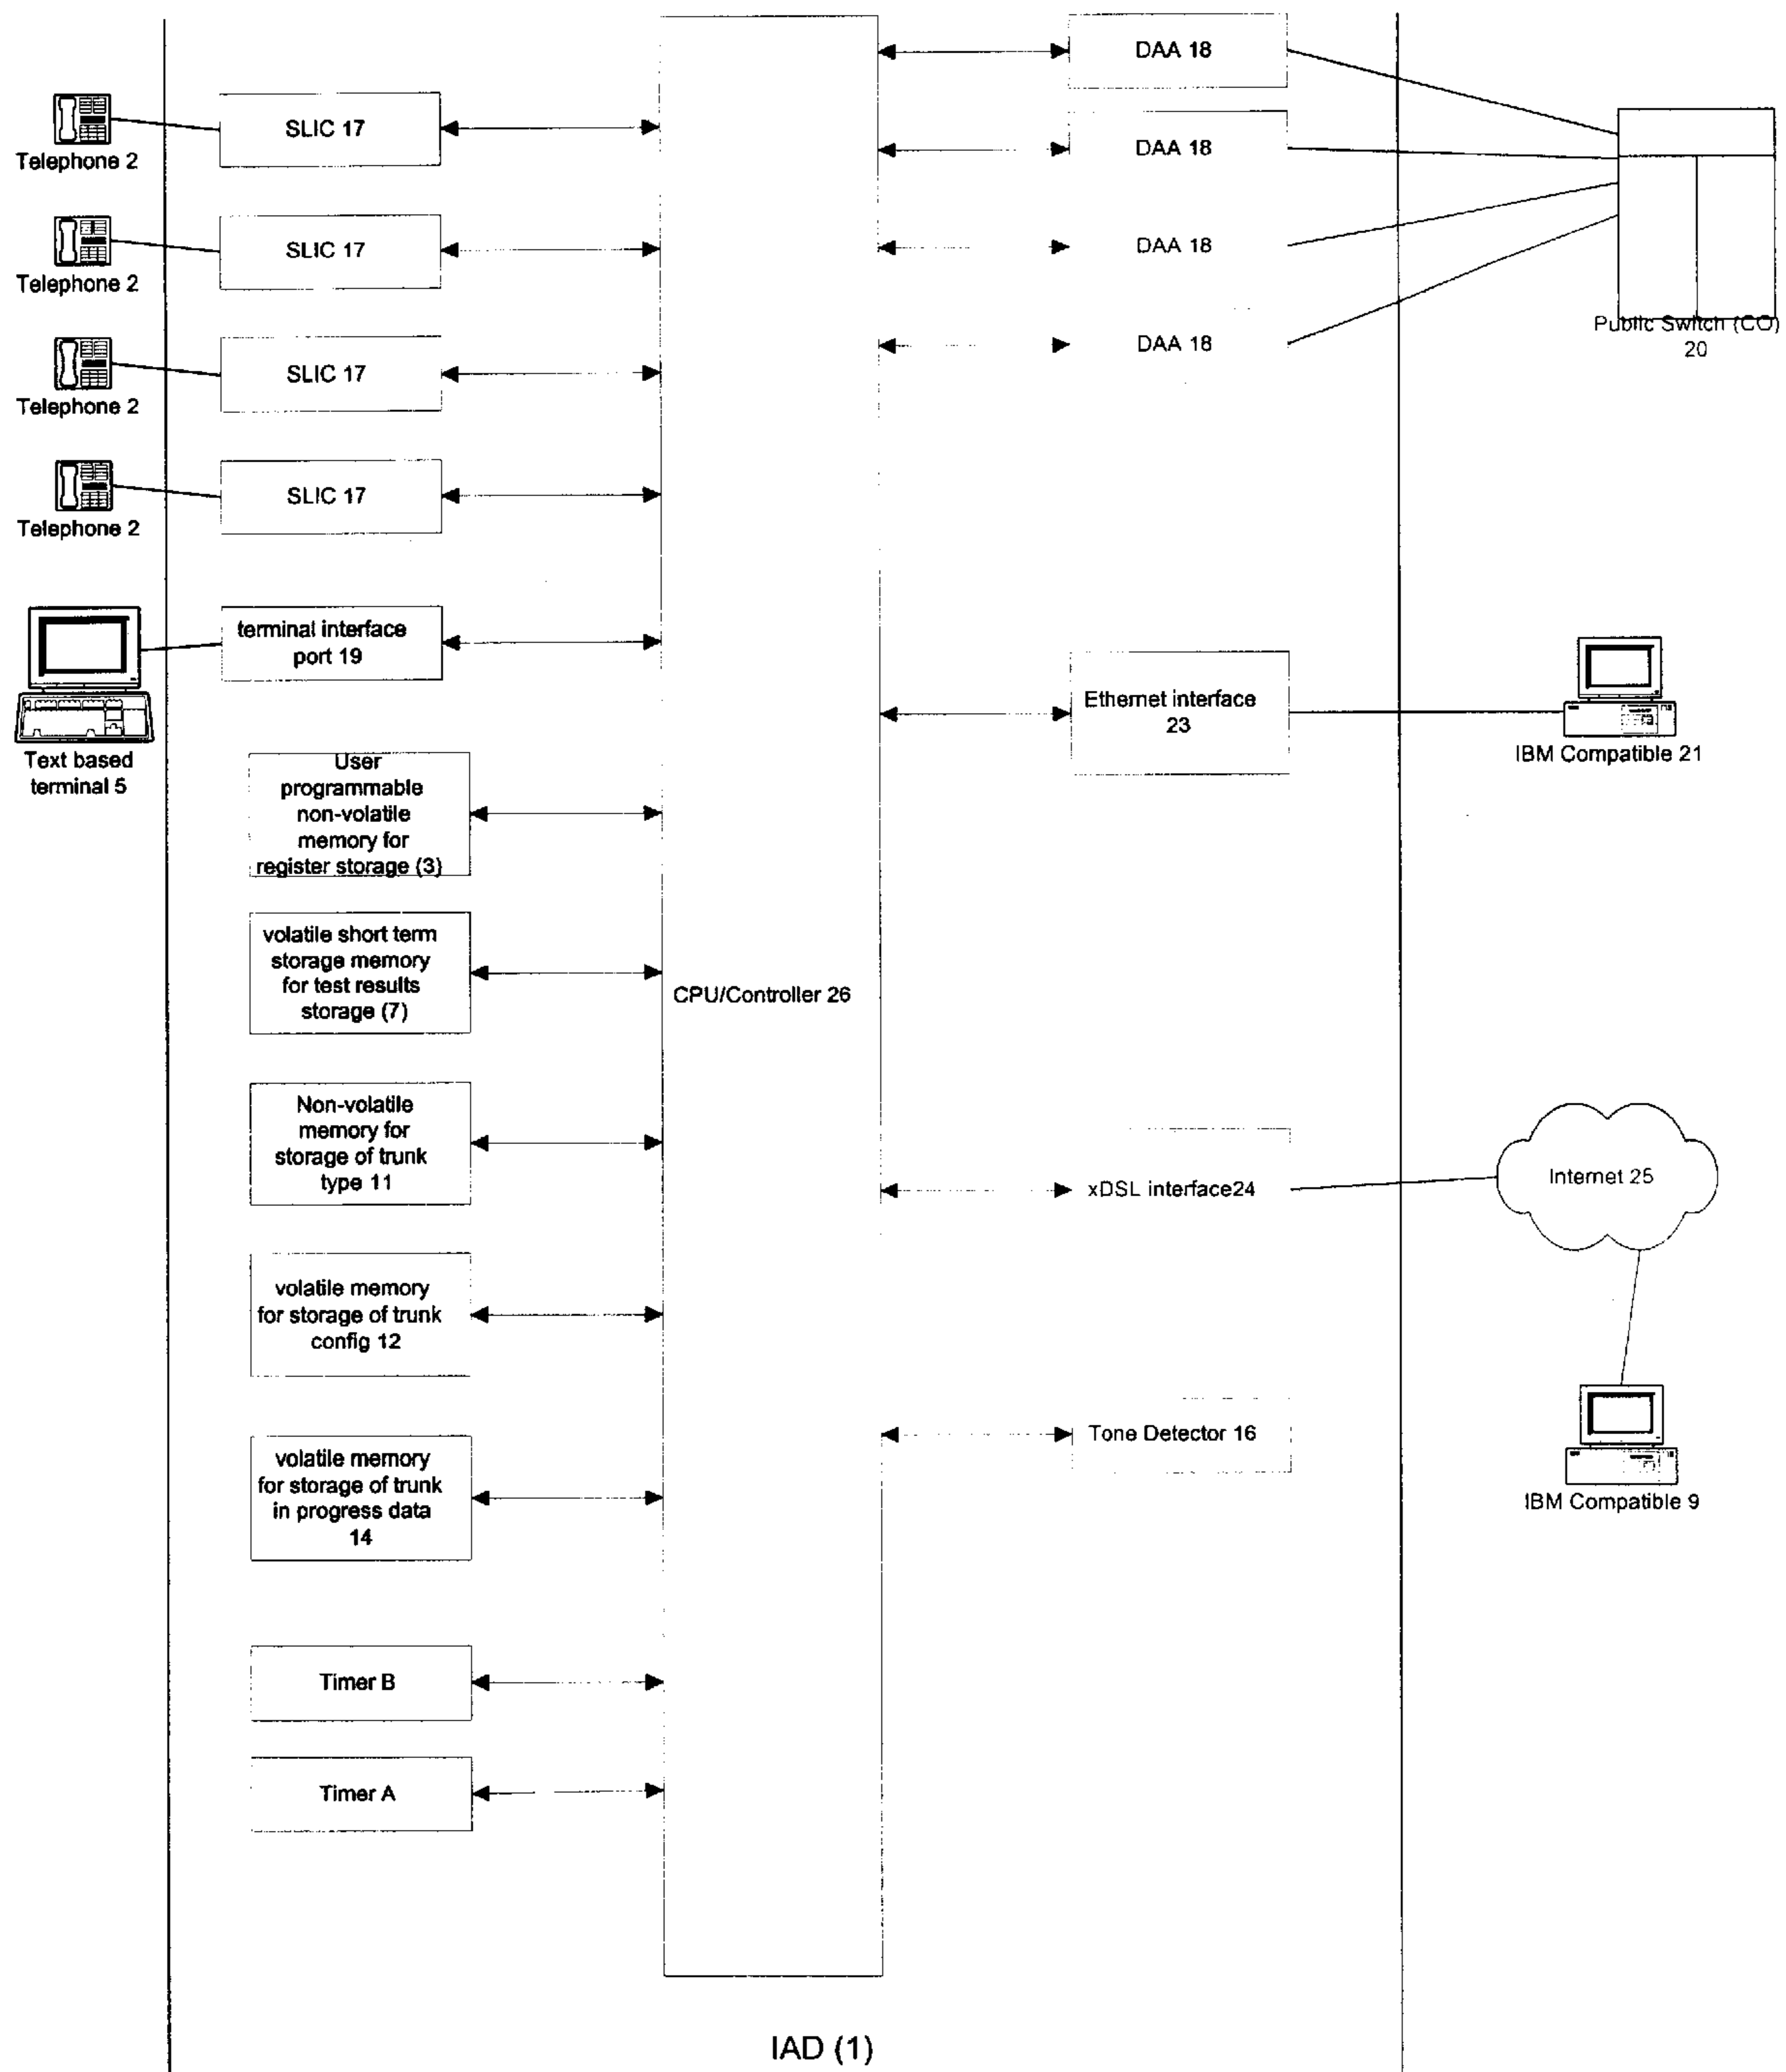 DAA 18
SLIC 17
Telephone 2
DAA 18
SLIC 17
Telephone 2
DAA 18
Public Switch (CO)
20
SLIC 17
Telephone 2
DAA 18
SLIC 17
Telephone 2
terminal interface
port 19
Text based
terminal 5
Ethernet interface
23
IBM Compatible 21
User
programmable
non-volatile
memory for
register storage (3)
volatile short term
storage memory
for test results
storage (7)
CPU/Controller 26
Non-volatile
memory for
storage of trunk
type 11
xDSL interface24
Internet 25
volatile memory
for storage of trunk
config 12
Tone Detector 16
IBM Compatible 9
volatile memory
for storage of trunk
in progress data
14
Timer B
Timer A
IAD (1)